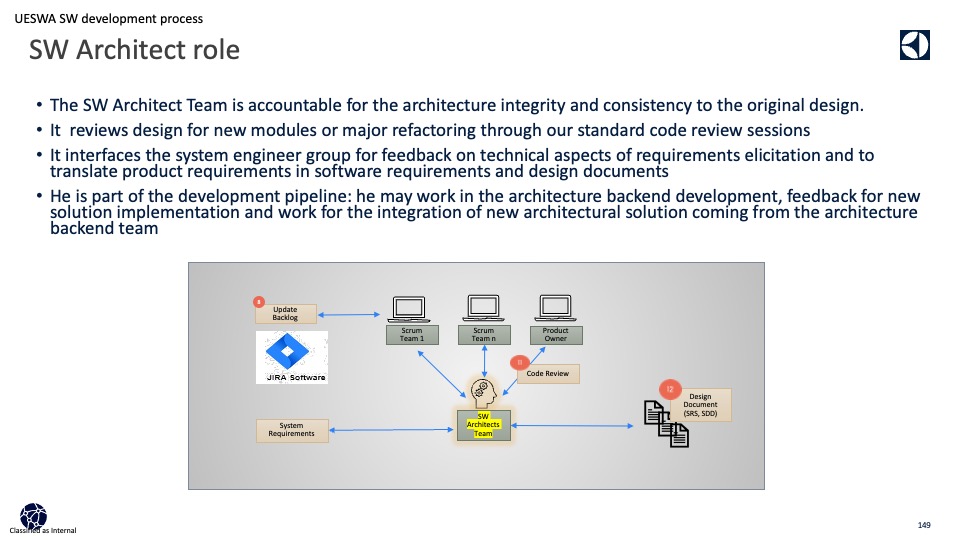 UESWA SW development process
SW Architect role
• The SW Architect Team is accountable for the architecture integrity and consistency to the original design.
• It  reviews design for new modules or major refactoring through our standard code review sessions
• It interfaces the system engineer group for feedback on technical aspects of requirements elicitation and to
translate product requirements in software requirements and design documents
• He is part of the development pipeline: he may work in the architecture backend development, feedback for new
solution implementation and work for the integration of new architectural solution coming from the architecture
backend team
8
Update
Backlog
Scrum
Team 1
Scrum
Team n
Product
Owner
JIRA Software
11
Code Review
12
Design
Document
(SRS, SDD)
System
Requirements
SW
Architects
Team
Classified as Internal
149